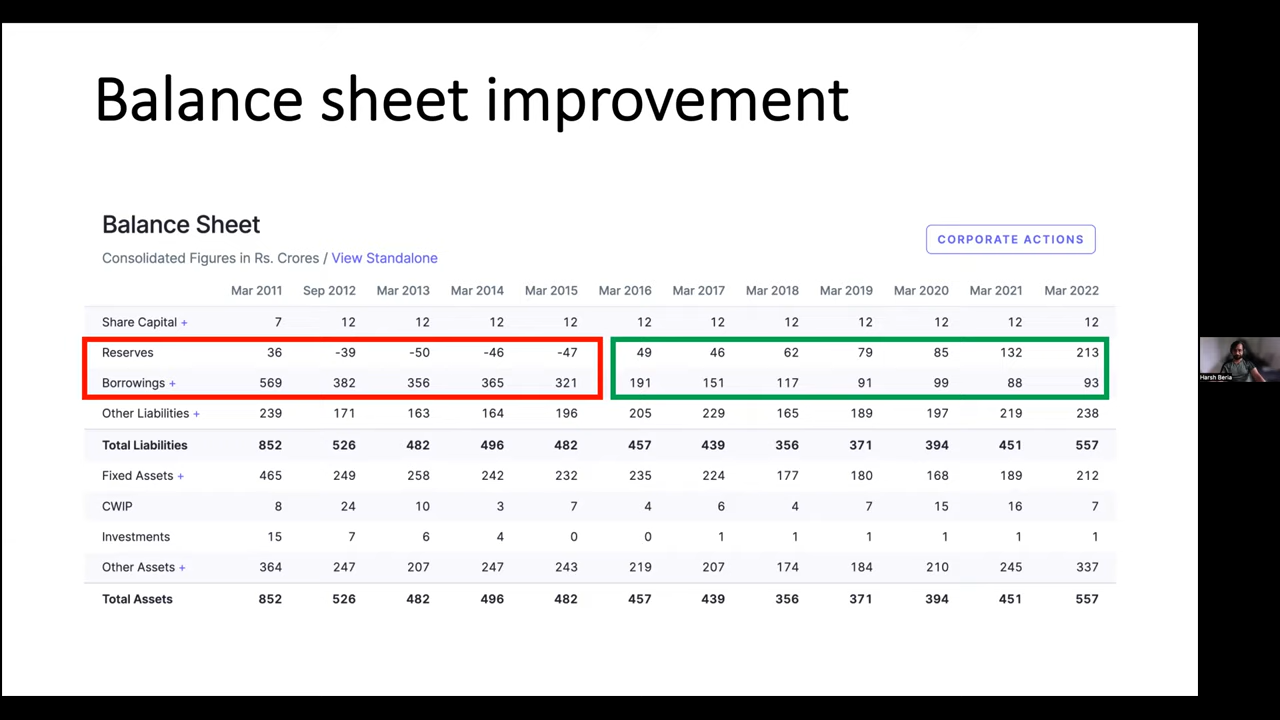 Balance sheet improvement
Balance Sheet
CORPORATE ACTIONS
Consolidated Figures in Rs. Crores / View Standalone
Mar 2011 Sep 2012 Mar 2013 Mar 2014 Mar 2015 Mar 2016 Mar 2017 Mar 2018 Mar 2019 Mar 2020 Mar 2021 Mar 2022
Share Capital + 7 12 12 12 12 12 12 12 12 12 12 12
Reserves 36 -39 -50 -46 -47 49 46 62 79 85 132 213
Borrowings + 569 382 356 365 321 191 151 117 91 99 88 93
Other Liabilities + 239 171 163 164 196 205 229 165 189 197 219 238
Total Liabilities 852 526 482 496 482 457 439 356 371 394 451 557
Fixed Assets + 465 249 258 242 232 235 224 177 180 168 189 212
CWIP 8 24 10 3 7 4 6 4 7 15 16 7
Investments 15 7 6 4 0 0 1 1 1 1 1 1
Other Assets + 364 247 207 247 243 219 207 174 184 210 245 337
Total Assets 852 526 482 496 482 457 439 356 371 394 451 557
Harsh Beria